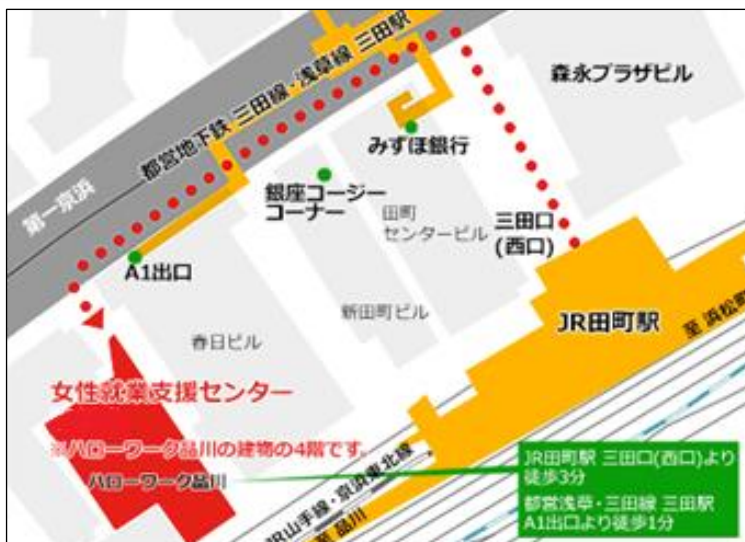 都営地下鉄 三田線・浅草線 三田駅
森永プラザビル
みずほ銀行
第一京浜
銀座コージー
コーナー
田町
センタービル
三田口
(西口)
A1出口
新田町ビル
JR田町駅
至 浜松町
春日ビル
女性就業支援センター
※ハローワーク品川の建物の4階です。
ハローワーク品川
JR山手線・京浜東北線
至 品川
JR田町駅 三田口(西口)より
徒歩3分
都営浅草・三田線 三田駅
A1出口より徒歩1分